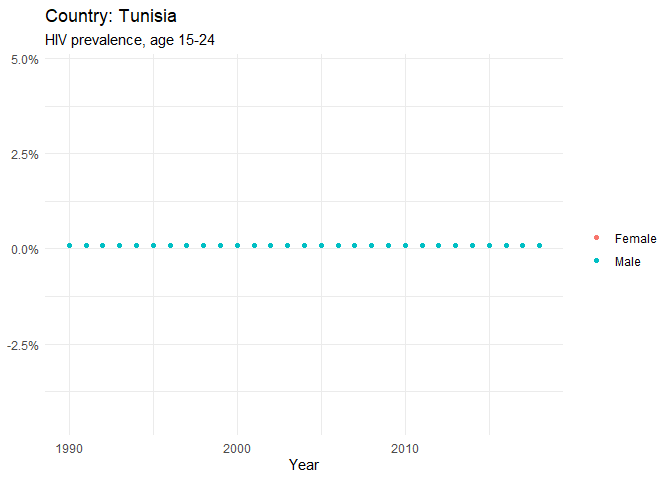 Country: Tunisia
HIV prevalence, age 15-24
5.0%
2.5%
0.0%
-2.5%
1990
2000
2010
Year
Female
Male